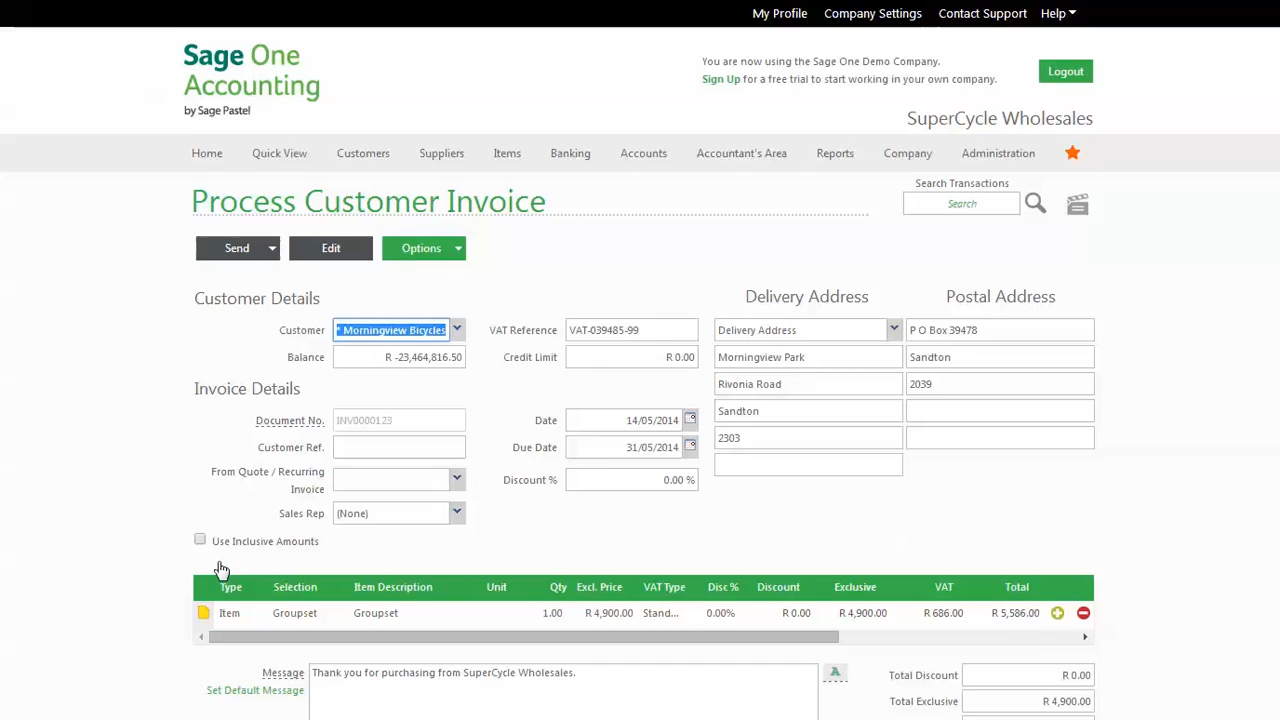 My Profile Company Settings Contact Support Help
Sage One
Accounting
by Sage Pastel
You are now using the Sage One Demo Company.
Sign Up for a free trial to start working in your own company.
Logout
SuperCycle Wholesales
Home Quick View Customers Suppliers Items Banking Accounts Accountant's Area Reports Company Administration
Process Customer Invoice
Search Transactions
Search
Send Edit Options
Customer Details
Delivery Address Postal Address
Customer * Morningview Bicycles VAT Reference VAT-039485-99 Delivery Address P O Box 39478
Balance R -23,464,816.50 Credit Limit R 0.00 Morningview Park Sandton
Invoice Details
Rivonia Road 2039
Document No. INV0000123 Date 14/05/2014 Sandton
Customer Ref. Due Date 31/05/2014 2303
From Quote / Recurring
Invoice
Discount % 0.00 %
Sales Rep (None)
Use Inclusive Amounts
Type Selection Item Description Unit Qty Excl. Price VAT Type Disc % Discount Exclusive VAT Total
Item Groupset Groupset 1.00 R 4,900.00 Stand... 0.00% R 0.00 R 4,900.00 R 686.00 R 5,586.00
Message Thank you for purchasing from SuperCycle Wholesales. A Total Discount R 0.00
Set Default Message Total Exclusive R 4,900.00